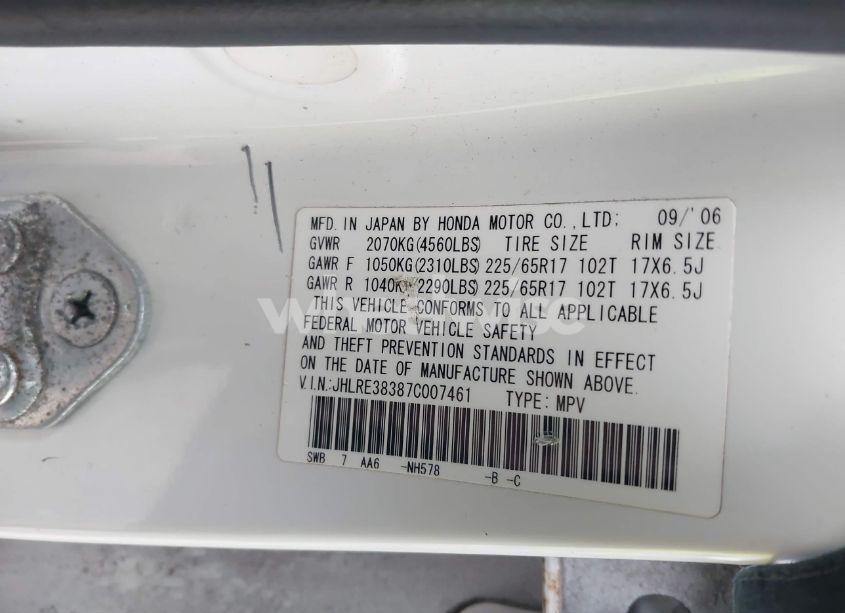 MFD. IN JAPAN BY HONDA MOTOR CO., LTD: 09/'06
GVWR 2070KG(4560LBS) TIRE SIZE RIM SIZE
GAWR F 1050KG(2310LBS) 225/65R17 102T 17X6.5J
GAWR R 1040KG(2290LBS) 225/65R17 102T 17X6.5J
THIS VEHICLE CONFORMS TO ALL APPLICABLE
FEDERAL MOTOR VEHICLE SAFETY
AND THEFT PREVENTION STANDARDS IN EFFECT
ON THE DATE OF MANUFACTURE SHOWN ABOVE.
V.I.N.:JHLRE38387C007461 TYPE: MPV
SWB 7 AA6 -NH578 -B -C